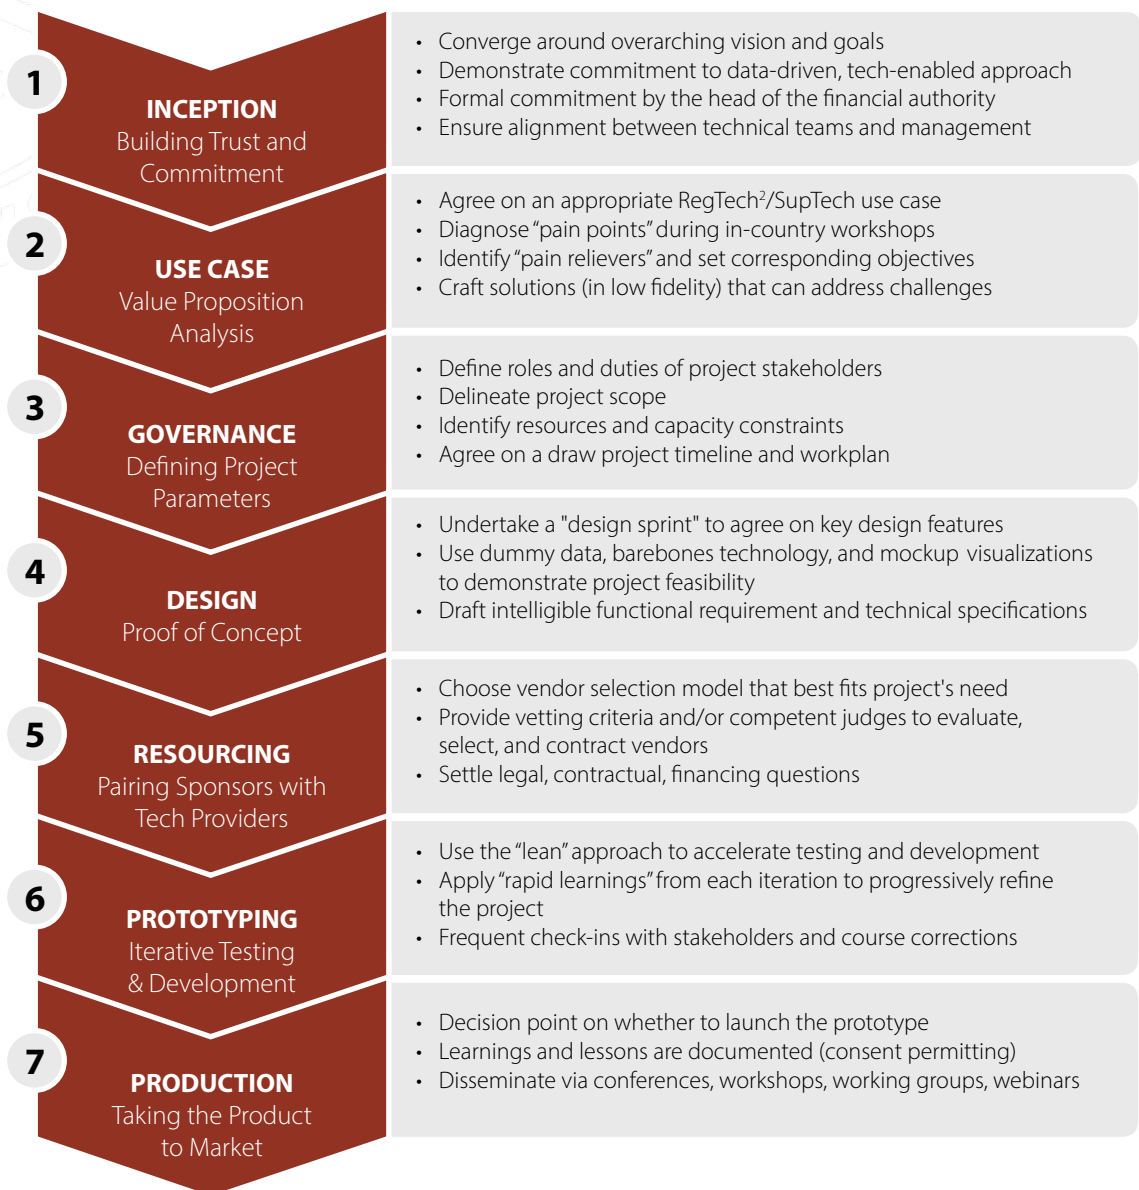 1
INCEPTION
Building Trust and
Commitment
• Converge around overarching vision and goals
• Demonstrate commitment to data-driven, tech-enabled approach
• Formal commitment by the head of the financial authority
• Ensure alignment between technical teams and management
2
USE CASE
Value Proposition
Analysis
• Agree on an appropriate RegTech²/SupTech use case
• Diagnose “pain points” during in-country workshops
• Identify “pain relievers” and set corresponding objectives
• Craft solutions (in low fidelity) that can address challenges
3
GOVERNANCE
Defining Project
Parameters
• Define roles and duties of project stakeholders
• Delineate project scope
• Identify resources and capacity constraints
• Agree on a draw project timeline and workplan
4
DESIGN
Proof of Concept
• Undertake a "design sprint" to agree on key design features
• Use dummy data, barebones technology, and mockup visualizations
to demonstrate project feasibility
• Draft intelligible functional requirement and technical specifications
5
RESOURCING
Pairing Sponsors with
Tech Providers
• Choose vendor selection model that best fits project's need
• Provide vetting criteria and/or competent judges to evaluate,
select, and contract vendors
• Settle legal, contractual, financing questions
6
PROTOTYPING
Iterative Testing
& Development
• Use the “lean” approach to accelerate testing and development
• Apply “rapid learnings” from each iteration to progressively refine
the project
• Frequent check-ins with stakeholders and course corrections
7
PRODUCTION
Taking the Product
to Market
• Decision point on whether to launch the prototype
• Learnings and lessons are documented (consent permitting)
• Disseminate via conferences, workshops, working groups, webinars